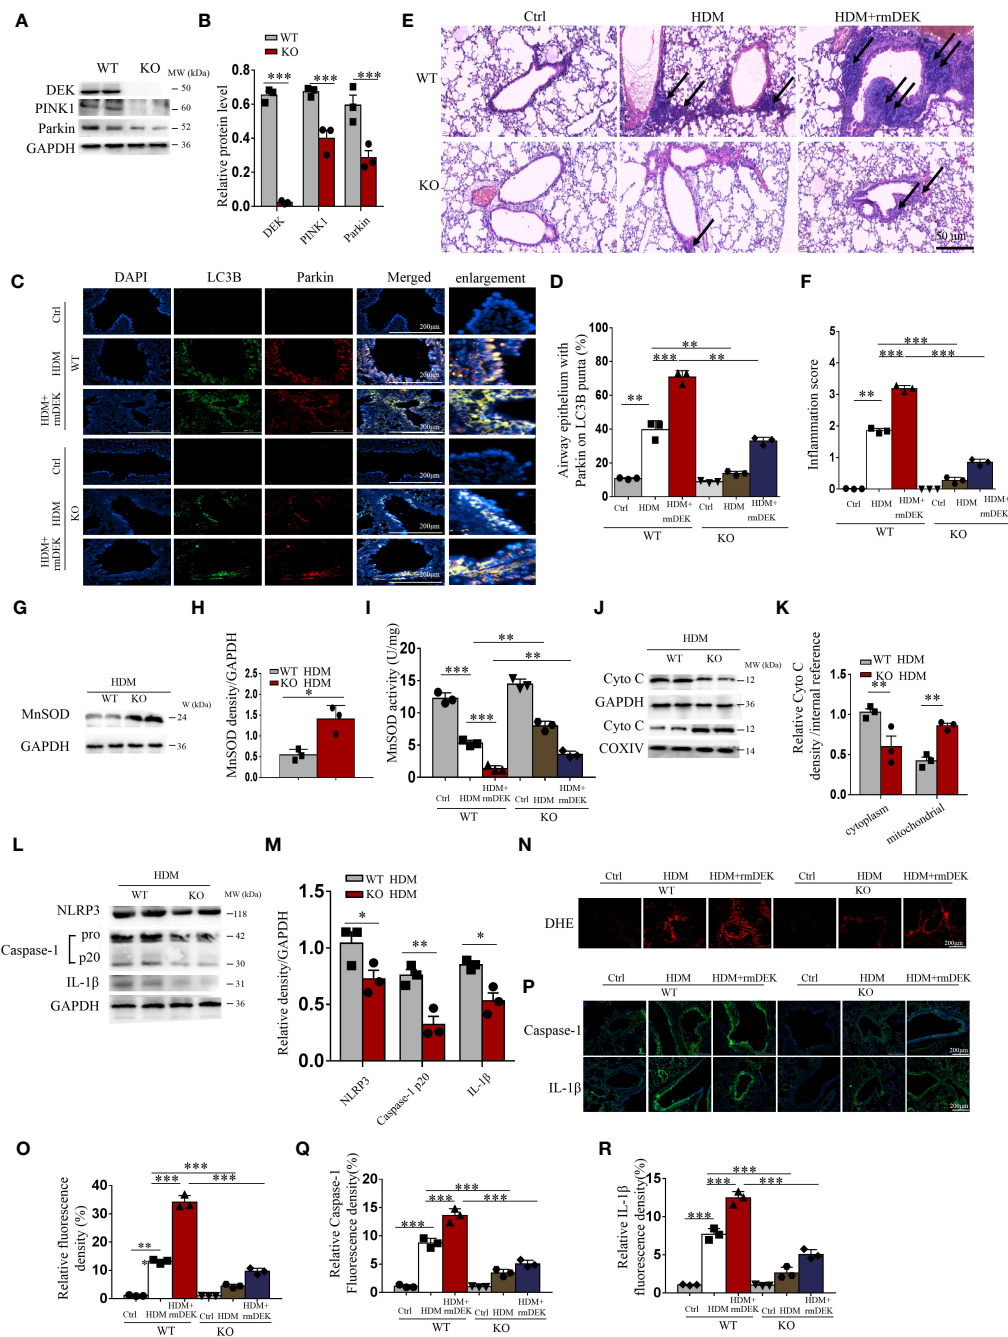 A
WT KO MW (kDa)
DEK 50
PINK1 60
Parkin 52
GAPDH 36
B
WT
KO
Relative protein level
0.8
0.6
0.4
0.2
0.0
*** *** ***
DEK PINK1 Parkin
E
Ctrl HDM HDM+rmDEK
WT
KO
50 um
C
DAPI LC3B Parkin Merged enlargement
WT
Ctrl 200μm
HDM 200μm
HDM+ rmDEK
KO
Ctrl 200μm
HDM 200μm
HDM+ rmDEK 200μm
D
Airway epithelium with
Parkin on LC3B punta (%)
100
80
60
40
20
0
**
*** **
**
Ctrl HDM HDM+ rmDEK Ctrl HDM HDM+ rmDEK
WT KO
F
Inflammation score
5
4
3
2
1
0
***
*** ***
**
Ctrl HDM HDM+ rmDEK Ctrl HDM HDM+ rmDEK
WT KO
G
HDM
WT KO W (kDa)
MnSOD 24
GAPDH 36
H
WT HDM
KO HDM
MnSOD density/GAPDH
2.5
2.0
1.5
1.0
0.5
0.0
*
I
MnSOD activity (U/mg)
20
15
10
5
0
**
**
***
***
Ctrl HDM HDM+ rmDEK Ctrl HDM HDM+ rmDEK
WT KO
J
HDM
WT KO MW (kDa)
Cyto C 12
GAPDH 36
Cyto C 12
COXIV 14
K
WT HDM
KO HDM
Relative Cyto C
density /internal reference
1.5
1.0
0.5
0.0
** **
cytoplasm mitochondrial
L
HDM
WT KO MW (kDa)
NLRP3 118
Caspase-1
pro 42
p20 30
IL-1β 31
GAPDH 36
M
WT HDM
KO HDM
Relative density/GAPDH
1.5
1.0
0.5
0.0
* ** *
NLRP3 Caspase-1 p20 IL-1β
N
Ctrl HDM HDM+rmDEK Ctrl HDM HDM+rmDEK
WT KO
DHE
200μm
P
Ctrl HDM HDM+rmDEK Ctrl HDM HDM+rmDEK
WT KO
Caspase-1
200μm
IL-1β
200μm
O
Relative fluorescence
density (%)
40
30
20
10
0
***
*** ***
**
*
Ctrl HDM HDM+ rmDEK Ctrl HDM HDM+ rmDEK
WT KO
Q
Relative Caspase-1
Fluorescence density(%)
20
15
10
5
0
***
*** ***
***
Ctrl HDM HDM+ rmDEK Ctrl HDM HDM+ rmDEK
WT KO
R
Relative IL-1β
fluorescence density(%)
15
10
5
0
***
*** ***
***
Ctrl HDM HDM+ rmDEK Ctrl HDM HDM+ rmDEK
WT KO